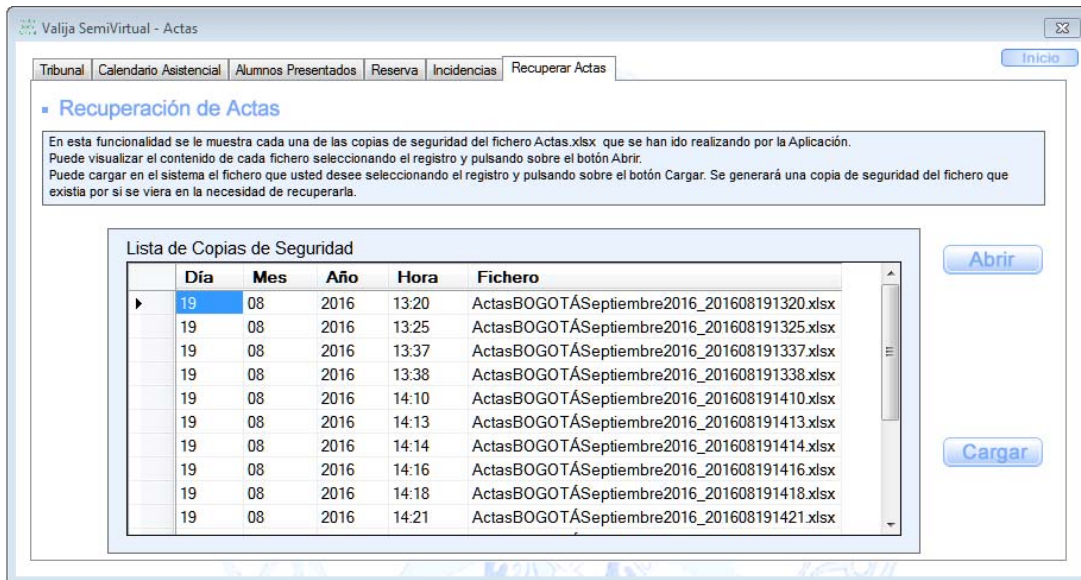 Valija SemiVirtual - Actas
Inicio
Tribunal Calendario Asistencial Alumnos Presentados Reserva Incidencias Recuperar Actas
Recuperación de Actas
En esta funcionalidad se le muestra cada una de las copias de seguridad del fichero Actas.xlsx que se han ido realizando por la Aplicación.
Puede visualizar el contenido de cada fichero seleccionando el registro y pulsando sobre el botón Abrir.
Puede cargar en el sistema el fichero que usted desee seleccionando el registro y pulsando sobre el botón Cargar. Se generará una copia de seguridad del fichero que
existia por si se viera en la necesidad de recuperarla.
Lista de Copias de Seguridad
Abrir
Día Mes Año Hora Fichero
19 08 2016 13:20 ActasBOGOTÁSeptiembre2016_201608191320.xlsx
19 08 2016 13:25 ActasBOGOTÁSeptiembre2016_201608191325.xlsx
19 08 2016 13:37 ActasBOGOTÁSeptiembre2016_201608191337.xlsx
19 08 2016 13:38 ActasBOGOTÁSeptiembre2016_201608191338.xlsx
19 08 2016 14:10 ActasBOGOTÁSeptiembre2016_201608191410.xlsx
19 08 2016 14:13 ActasBOGOTÁSeptiembre2016_201608191413.xlsx
19 08 2016 14:14 ActasBOGOTÁSeptiembre2016_201608191414.xlsx
19 08 2016 14:16 ActasBOGOTÁSeptiembre2016_201608191416.xlsx
19 08 2016 14:18 ActasBOGOTÁSeptiembre2016_201608191418.xlsx
19 08 2016 14:21 ActasBOGOTÁSeptiembre2016_201608191421.xlsx
Cargar